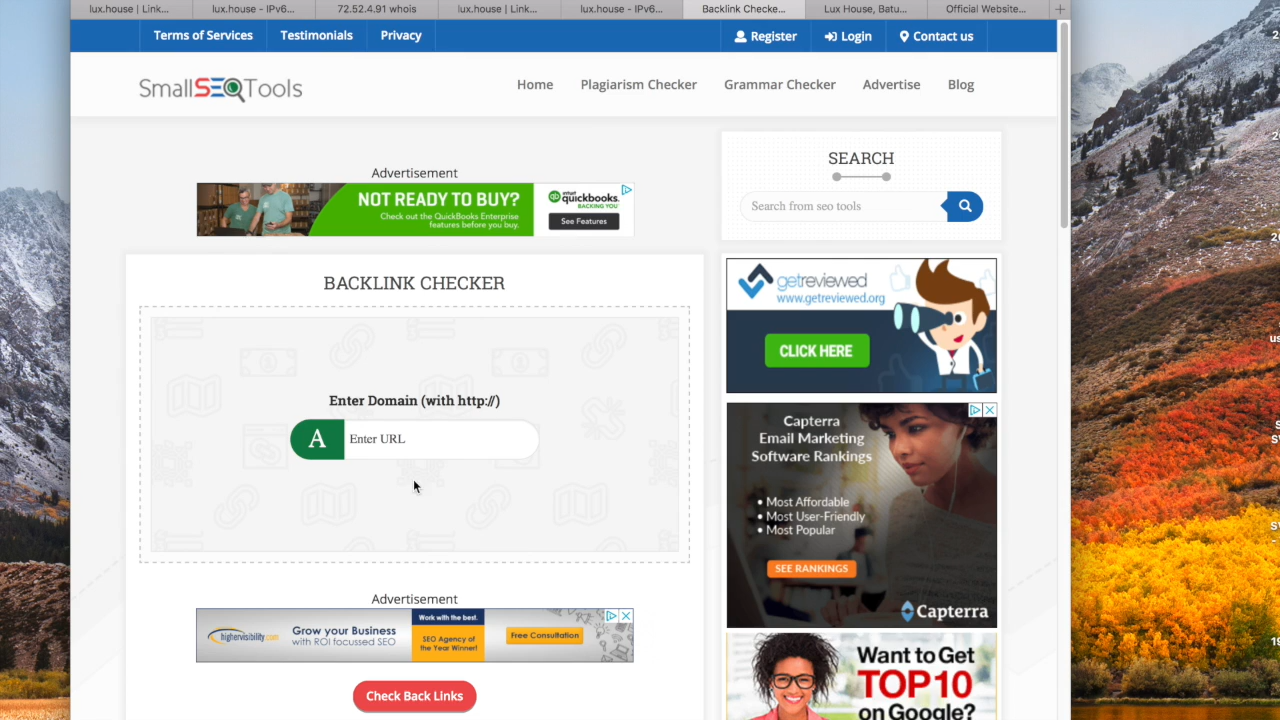 lux.house | Link...
lux.house - IPv6...
72.52.4.91 whois
lux.house | Link...
lux.house - IPv6...
Backlink Checke...
Lux House, Batu...
Official Website...
Terms of Services
Testimonials
Privacy
Register
Login
Contact us
SmallSEOTools
Home
Plagiarism Checker
Grammar Checker
Advertise
Blog
Advertisement
NOT READY TO BUY?
Check out the QuickBooks Enterprise
features before you buy.
intuit
quickbooks.
BACKING YOU
See Features
BACKLINK CHECKER
Enter Domain (with http://)
A
Enter URL
Advertisement
highervisibility.com
Grow your Business
with ROI focussed SEO
Work with the best.
SEO Agency of
the Year Winner!
Free Consultation
Check Back Links
SEARCH
Search from seo tools
getreviewed
www.getreviewed.org
CLICK HERE
Capterra
Email Marketing
Software Rankings
• Most Affordable
• Most User-Friendly
• Most Popular
SEE RANKINGS
Capterra
Want to Get
TOP 10
on Google?